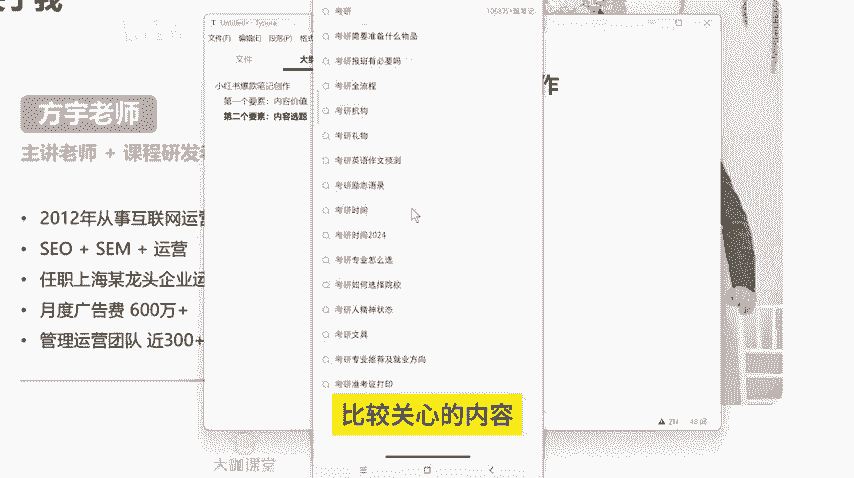 于我
方宇老师
主讲老师 + 课程研发
• 2012年从事互联网运营
• SEO + SEM + 运营
• 任职上海某龙头企业运
• 月度广告费 600万+
• 管理运营团队 近300+
T Untitled - Typora
文件(F) 编辑(E) 段落(P) 格式
文件 大纲
小红书爆款笔记创作
第一个要素：内容价值
第二个要素：内容选题
作
考研
考研需要准备什么物品
考研报班有必要吗
考研全流程
考研机构
考研礼物
考研英语作文预测
考研励志语录
考研时间
考研时间2024
考研专业怎么选
考研如何选择院校
考研人精神状态
考研文具
考研专业推荐及就业方向
考研准考证打印
比较关心的内容
大咖课堂